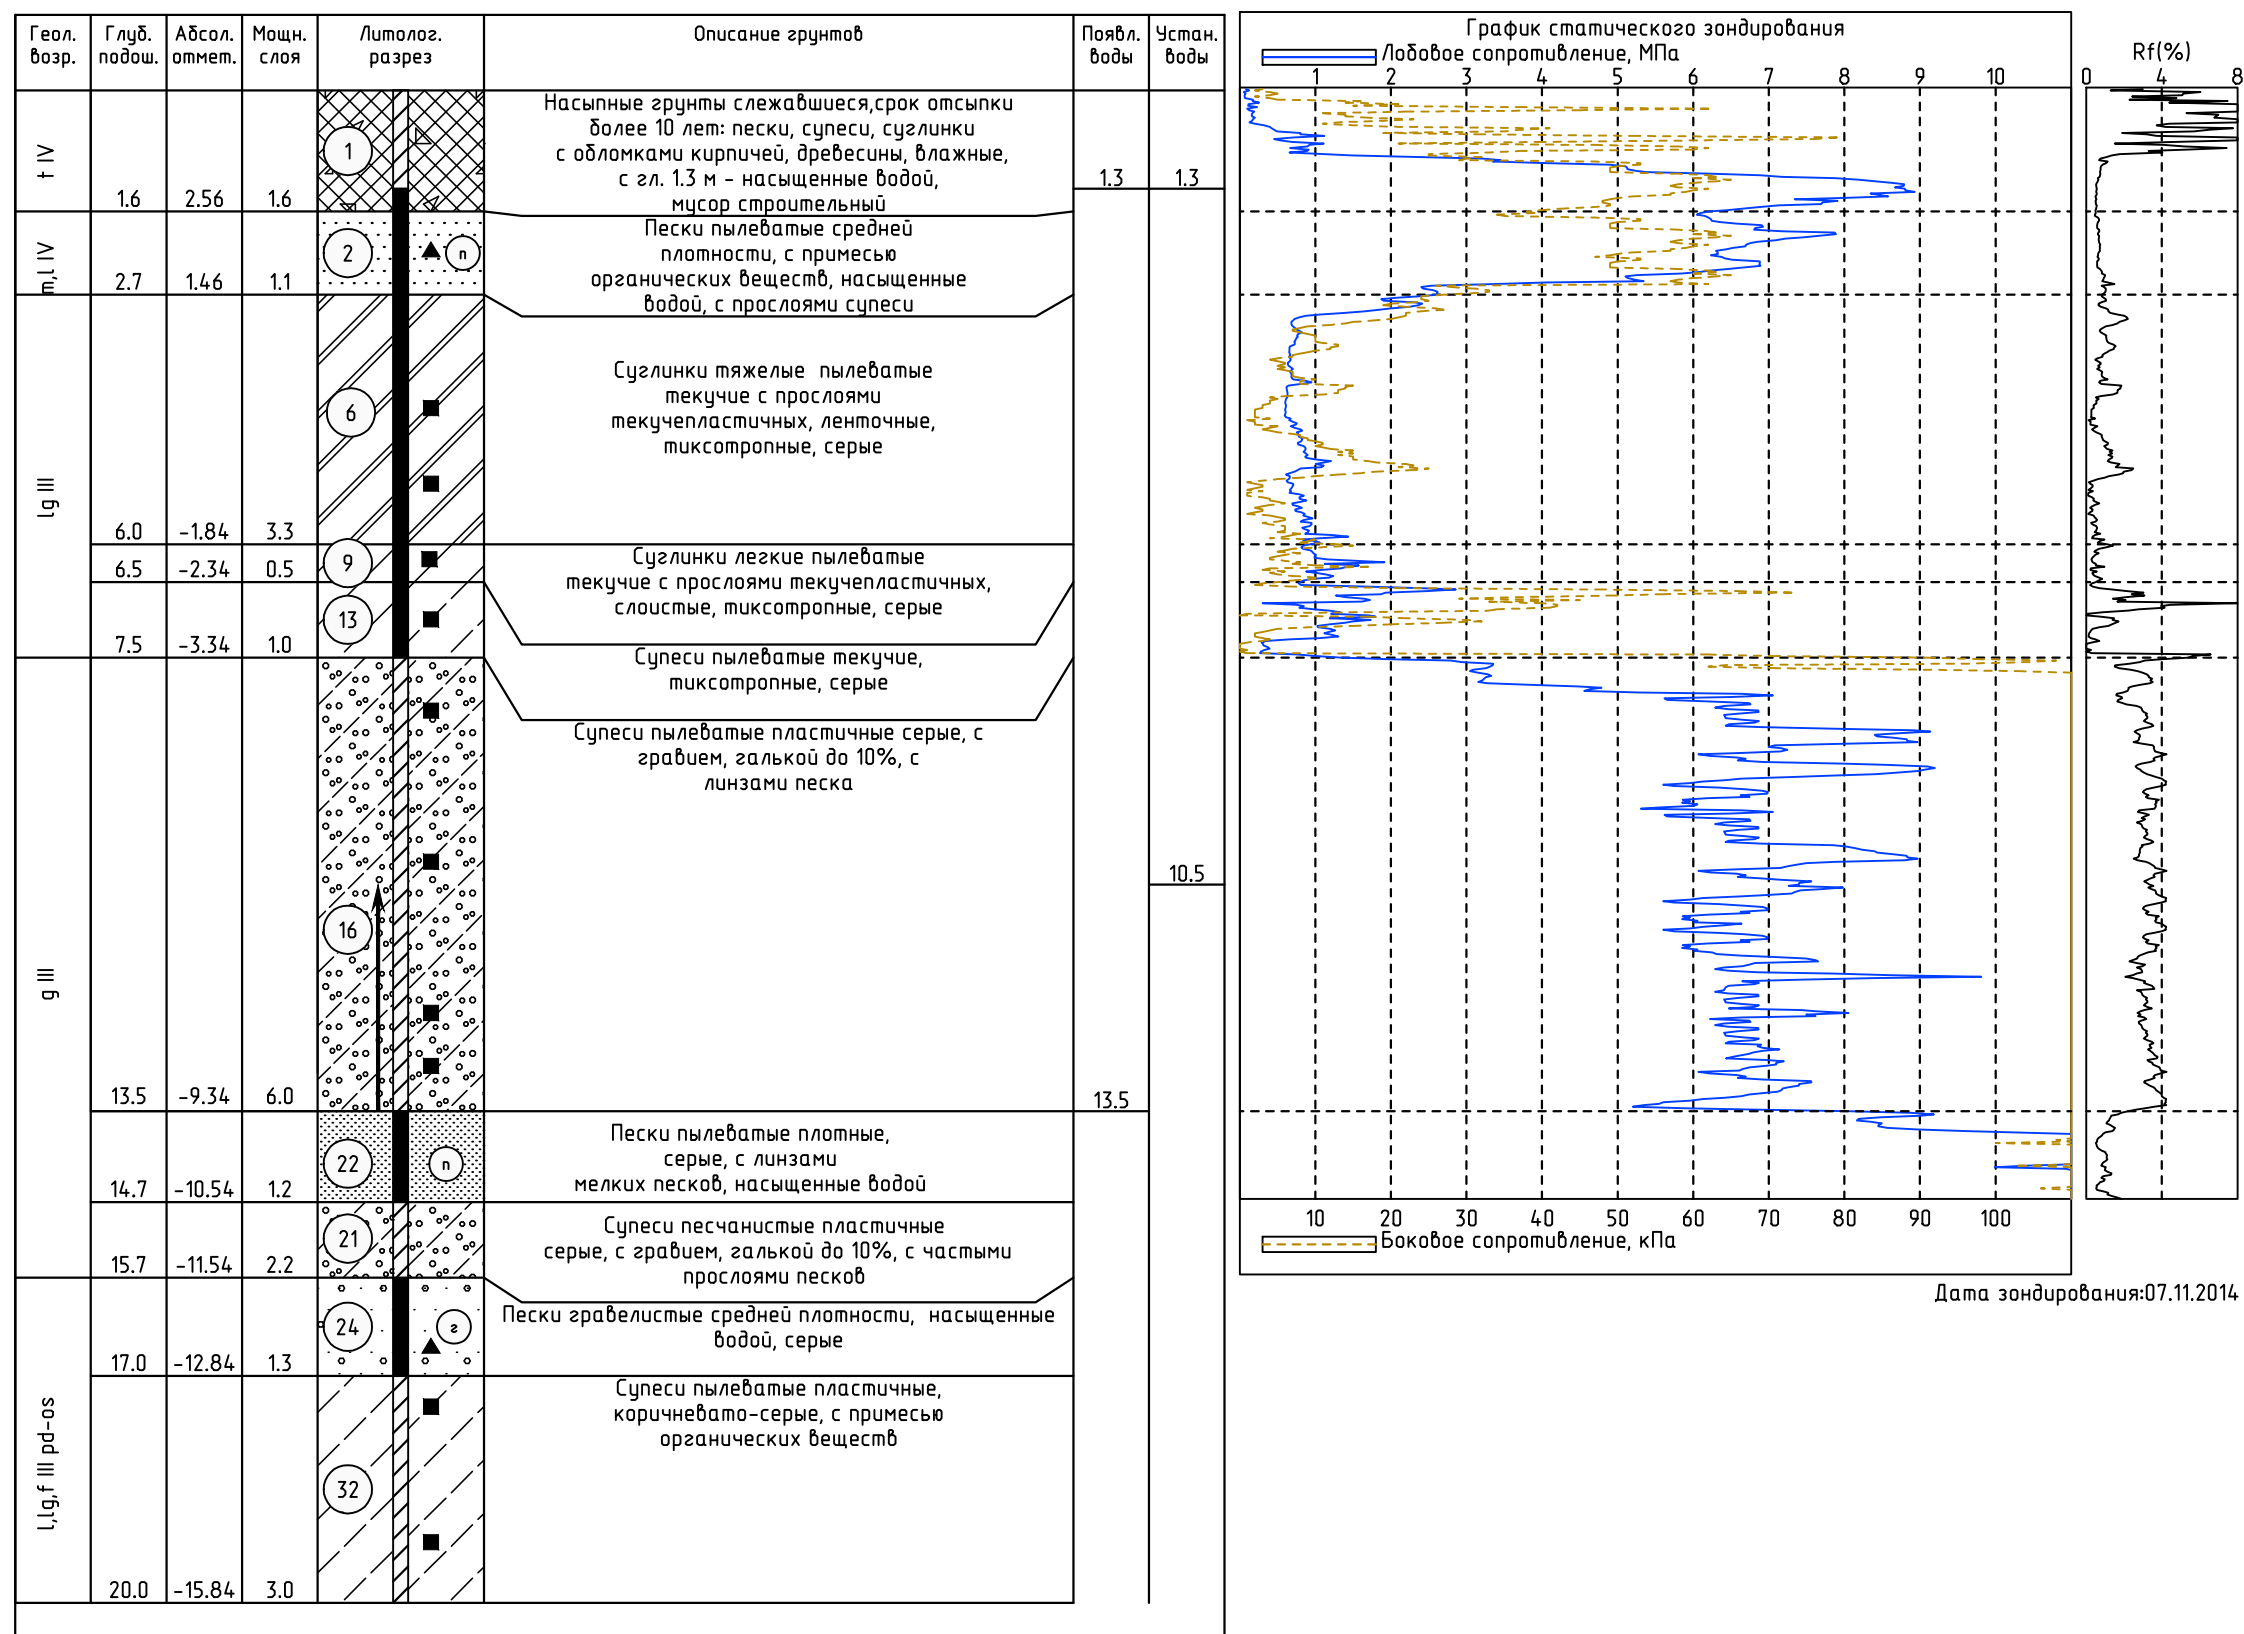 Геол. возр.
Глуб. подош.
Абсол. отмет.
Мощн. слоя
Литолог. разрез
Описание грунтов
Появл. воды
Устан. воды
t IV
1.6 2.56 1.6
1
Насыпные грунты слежавшиеся,срок отсыпки
более 10 лет: пески, супеси, суглинки
с обломками кирпичей, древесины, влажные,
с гл. 1.3 м - насыщенные водой,
мусор строительный
1.3 1.3
m,l IV
2.7 1.46 1.1
2 п
Пески пылеватые средней
плотности, с примесью
органических веществ, насыщенные
водой, с прослоями супеси
lg III
6.0 -1.84 3.3
6
Суглинки тяжелые пылеватые
текучие с прослоями
текучепластичных, ленточные,
тиксотропные, серые
6.5 -2.34 0.5
9
Суглинки легкие пылеватые
текучие с прослоями текучепластичных,
слоистые, тиксотропные, серые
7.5 -3.34 1.0
13
Супеси пылеватые текучие,
тиксотропные, серые
g III
13.5 -9.34 6.0
16
Супеси пылеватые пластичные серые, с
гравием, галькой до 10%, с
линзами песка
10.5
13.5
14.7 -10.54 1.2
22 п
Пески пылеватые плотные,
серые, с линзами
мелких песков, насыщенные водой
15.7 -11.54 2.2
21
Супеси песчанистые пластичные
серые, с гравием, галькой до 10%, с частыми
прослоями песков
l,lg,f III pd-os
17.0 -12.84 1.3
24 г
Пески гравелистые средней плотности, насыщенные
водой, серые
20.0 -15.84 3.0
32
Супеси пылеватые пластичные,
коричневато-серые, с примесью
органических веществ
График статического зондирования
Лобовое сопротивление, МПа
1 2 3 4 5 6 7 8 9 10
Rf(%)
0 4 8
10 20 30 40 50 60 70 80 90 100
Боковое сопротивление, кПа
Дата зондирования:07.11.2014